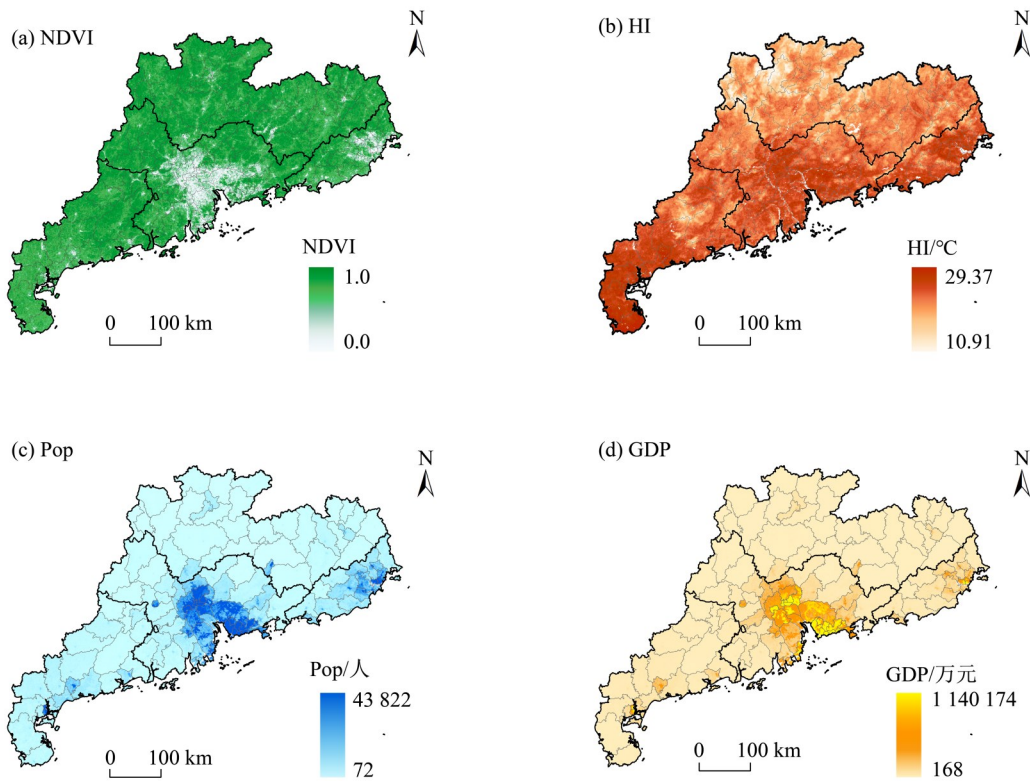 (a) NDVI
N
NDVI
1.0
0.0
0 100 km
(b) HI
N
HI/℃
29.37
10.91
0 100 km
(c) Pop
N
Pop/人
43 822
72
0 100 km
(d) GDP
N
GDP/万元
1 140 174
168
0 100 km